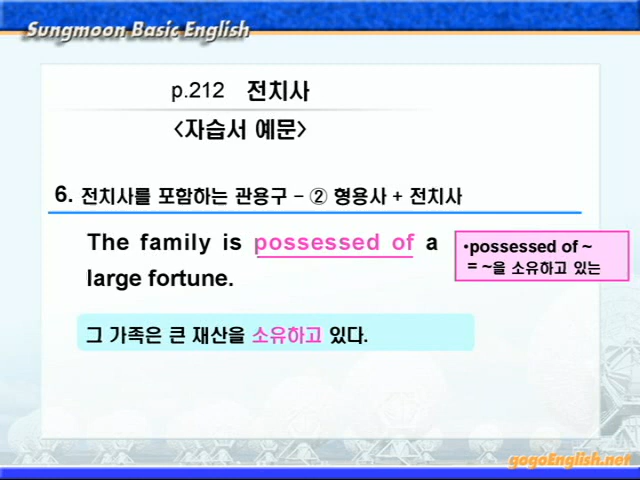 Sungmoon Basic English
p.212 전치사
<자습서 예문>
6. 전치사를 포함하는 관용구 - ② 형용사 + 전치사
The family is possessed of a
large fortune.
•possessed of ~
= ~을 소유하고 있는
그 가족은 큰 재산을 소유하고 있다.
gogoEnglish.net